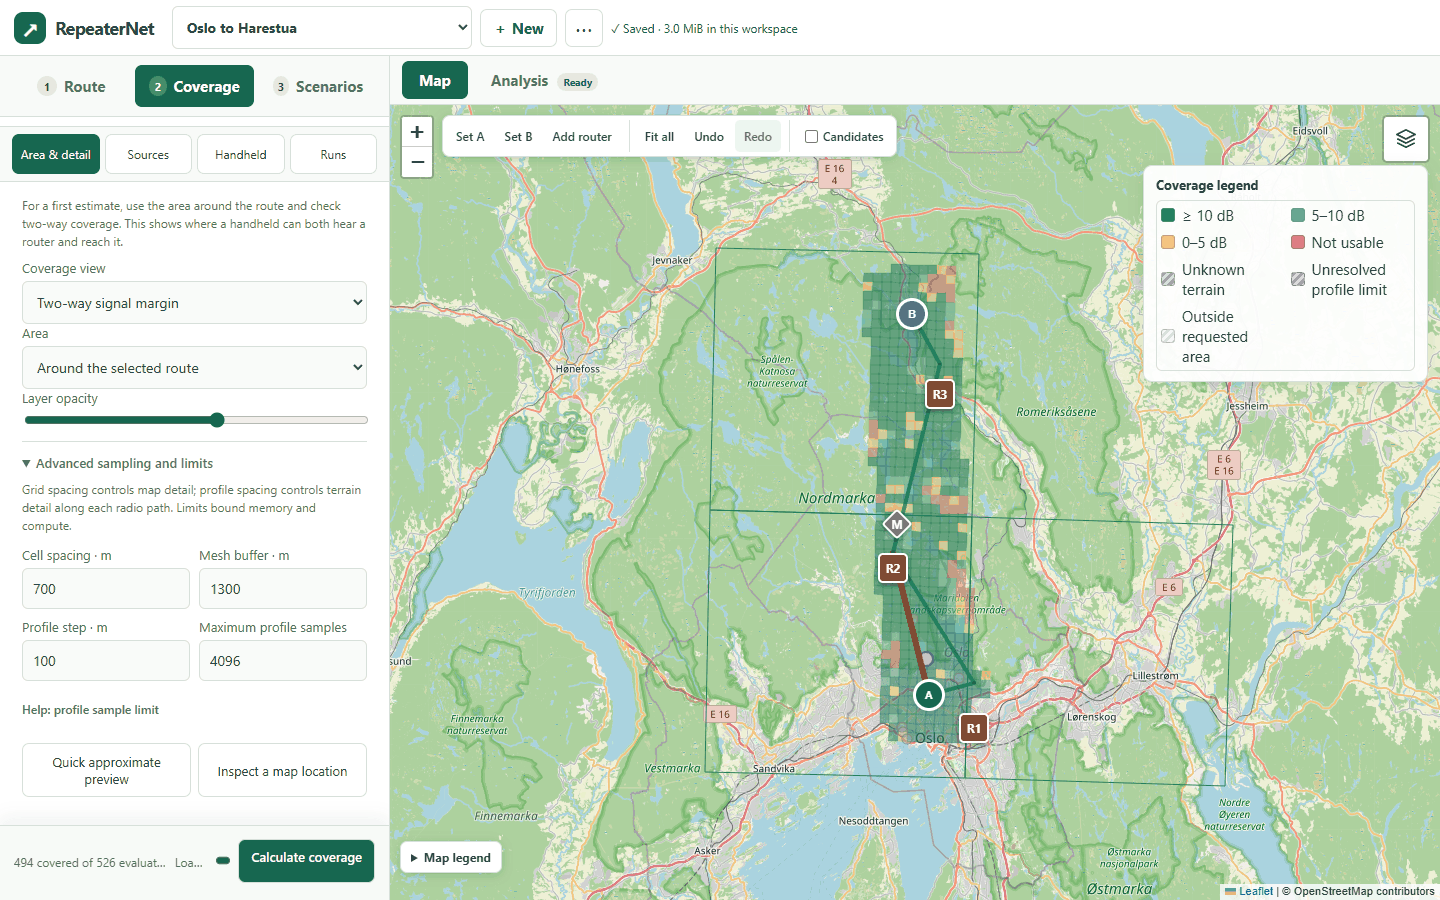 RepeaterNet
Oslo to Harestua
+ New
...
✓ Saved · 3.0 MiB in this workspace
1 Route
2 Coverage
3 Scenarios
Map
Analysis Ready
Area & detail
Sources
Handheld
Runs
For a first estimate, use the area around the route and check
two-way coverage. This shows where a handheld can both hear a
router and reach it.
Coverage view
Two-way signal margin
Area
Around the selected route
Layer opacity
▼ Advanced sampling and limits
Grid spacing controls map detail; profile spacing controls terrain
detail along each radio path. Limits bound memory and
compute.
Cell spacing · m
Mesh buffer · m
700
1300
Profile step · m
Maximum profile samples
100
4096
Help: profile sample limit
Quick approximate
preview
Inspect a map location
494 covered of 526 evaluat...
Loa...
Calculate coverage
+
−
Set A
Set B
Add router
Fit all
Undo
Redo
Candidates
Coverage legend
≥ 10 dB
5–10 dB
0–5 dB
Not usable
Unknown
terrain
Unresolved
profile limit
Outside
requested
area
Eidsvoll
E 16
4
Jevnaker
B
Spålen-
Katnosa
naturreservat
Hønefoss
R3
Romeriksåsene
Jessheim
E 6
E 16
Nordmarka
M
R2
Tyrifjorden
E 6
Maridalen
landskapsvernområde
Oslo
sund
A
Lillestrøm
E 16
Finnemarka
naturreservat
R1
Lørenskog
Oslo
Vestmarka
Sandvika
Finnemarka
Nesoddtangen
Nordre
Øyeren
naturreservat
Asker
Østmarka
nasjonalpark
Østmarka
▶ Map legend
Leaflet | © OpenStreetMap contributors